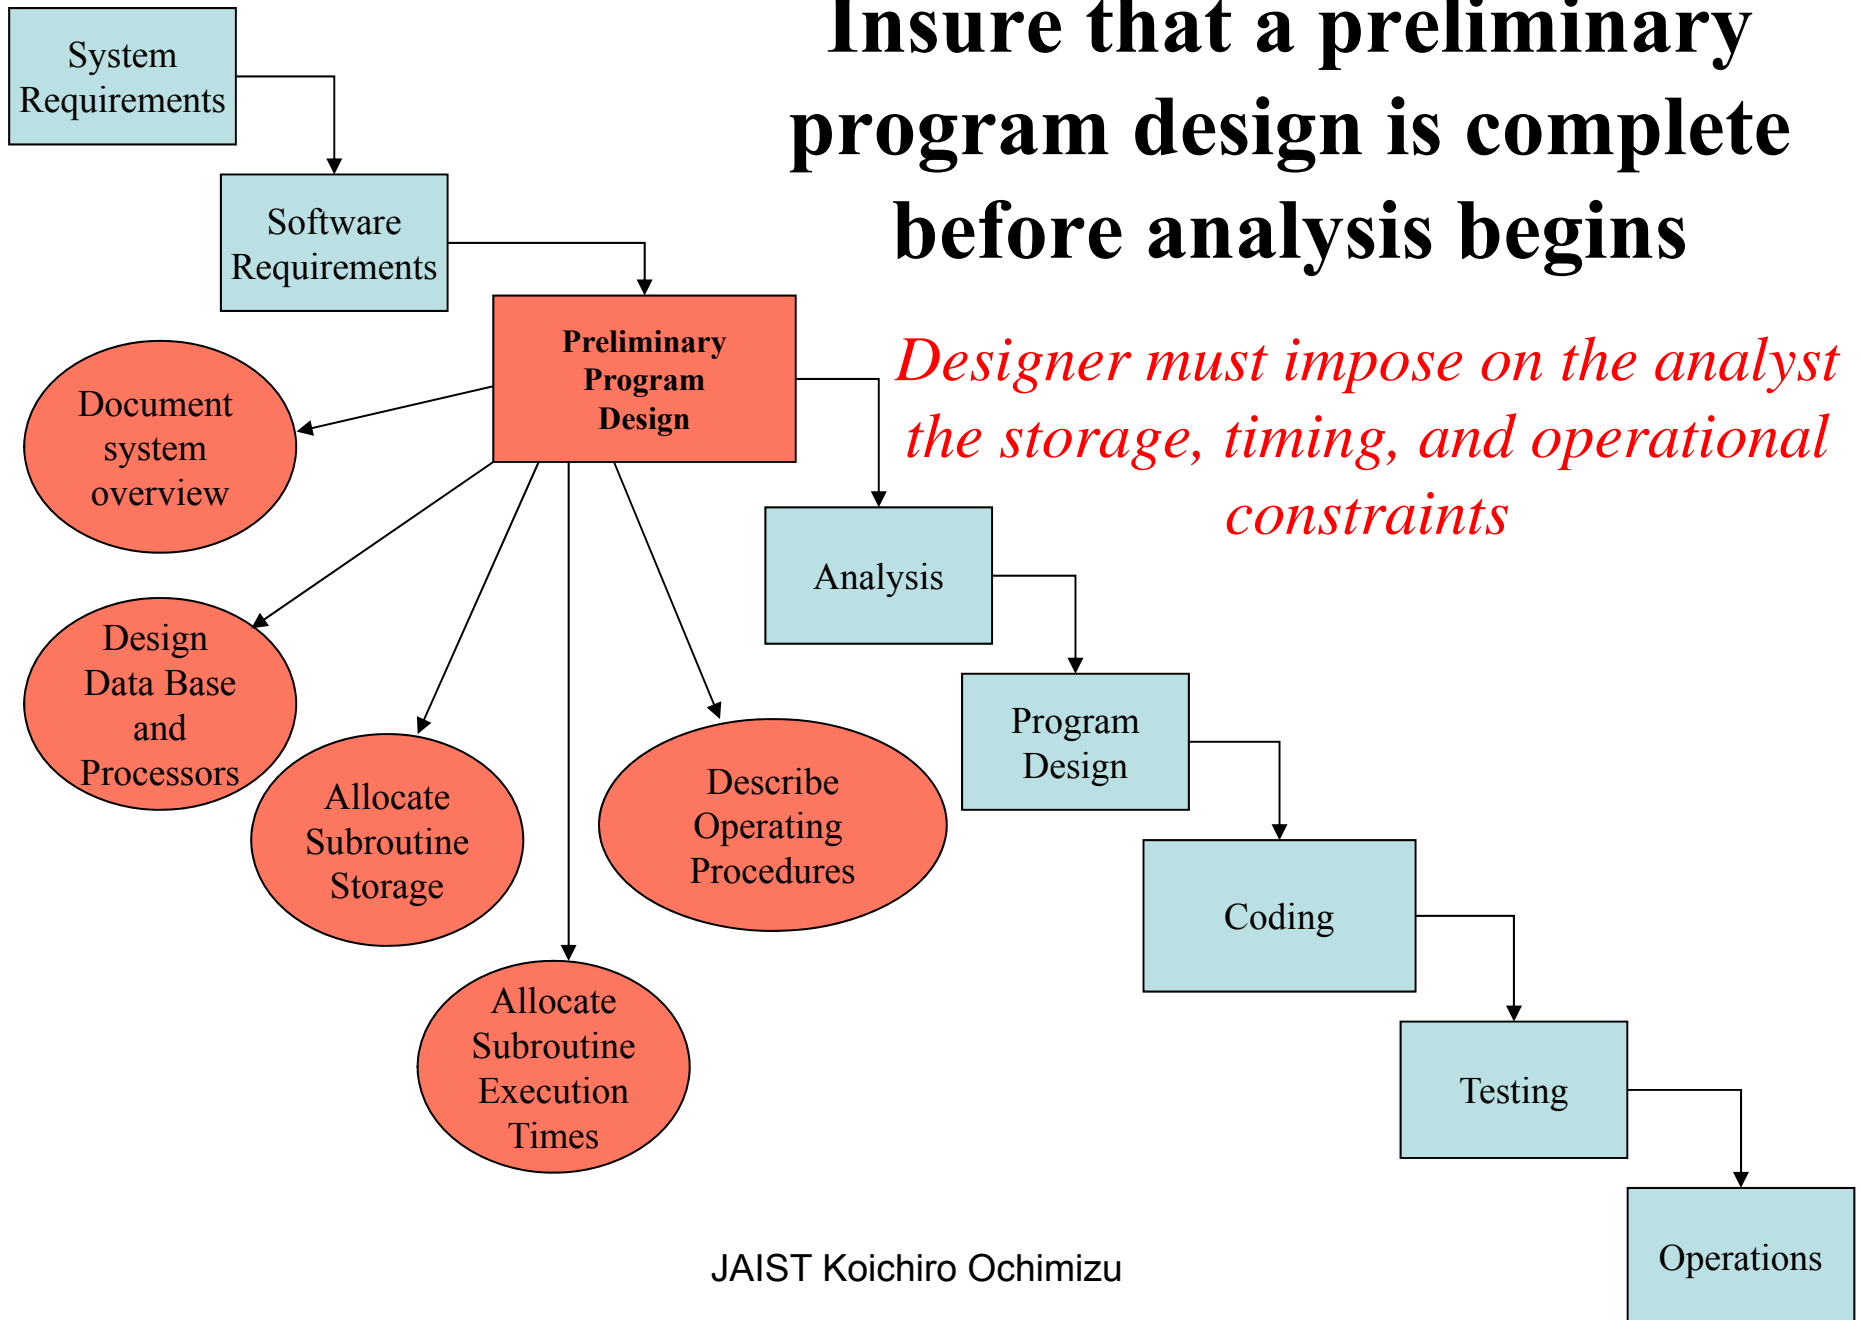 Insure that a preliminary
program design is complete
before analysis begins
Designer must impose on the analyst
the storage, timing, and operational
constraints
System
Requirements
Software
Requirements
Preliminary
Program
Design
Document
system
overview
Design
Data Base
and
Processors
Allocate
Subroutine
Storage
Allocate
Subroutine
Execution
Times
Describe
Operating
Procedures
Analysis
Program
Design
Coding
Testing
Operations
JAIST Koichiro Ochimizu